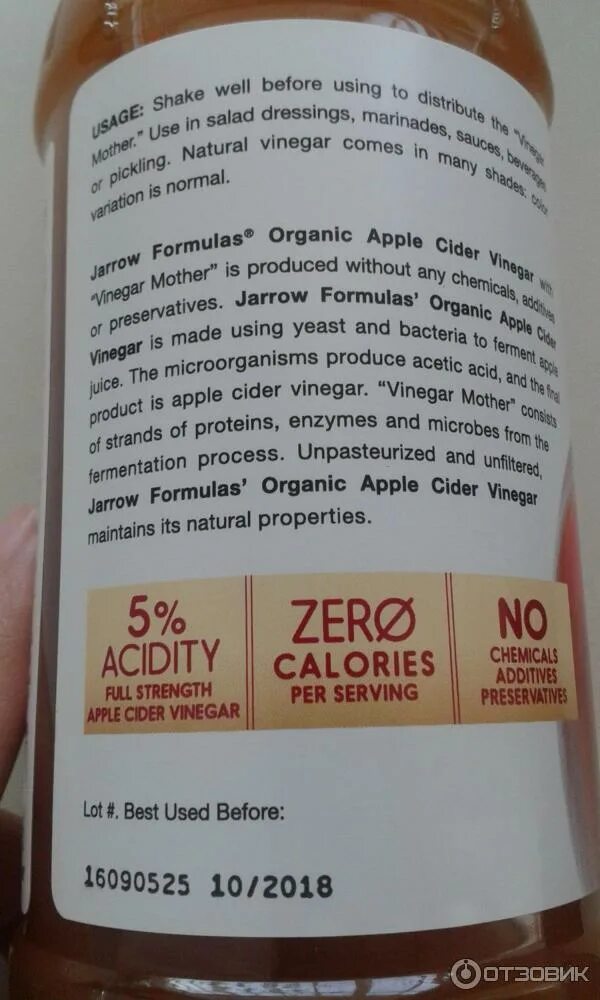 USAGE: Shake well before using to distribute the "Vinegar
Mother." Use in salad dressings, marinades, sauces, beverages
or pickling. Natural vinegar comes in many shades: color
variation is normal.
Jarrow Formulas® Organic Apple Cider Vinegar with
"Vinegar Mother" is produced without any chemicals, additives
or preservatives. Jarrow Formulas' Organic Apple Cider
Vinegar is made using yeast and bacteria to ferment apple
juice. The microorganisms produce acetic acid, and the final
product is apple cider vinegar. "Vinegar Mother" consists
of strands of proteins, enzymes and microbes from the
fermentation process. Unpasteurized and unfiltered,
Jarrow Formulas' Organic Apple Cider Vinegar
maintains its natural properties.
5%
ACIDITY
FULL STRENGTH
APPLE CIDER VINEGAR
ZERØ
CALORIES
PER SERVING
NO
CHEMICALS
ADDITIVES
PRESERVATIVES
Lot #. Best Used Before:
16090525 10/2018
ОТЗОВИК